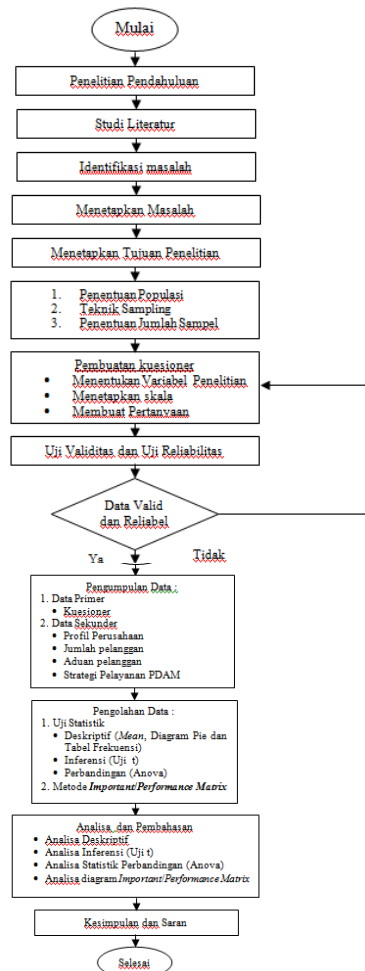 Mulai
Penelitian Pendahuluan
Studi Literatur
Identifikasi masalah
Menetapkan Masalah
Menetapkan Tujuan Penelitian
1. Penentuan Populasi
2. Teknik Sampling
3. Penentuan Jumlah Sampel
Pembuatan kuesioner
• Menentukan Variabel Penelitian
• Menetapkan skala
• Membuat Pertanyaan
Uji Validitas dan Uji Reliabilitas
Data Valid
dan Reliabel
Ya
Tidak
Pengumpulan Data :
1. Data Primer
• Kuesioner
2. Data Sekunder
• Profil Perusahaan
• Jumlah pelanggan
• Aduan pelanggan
• Strategi Pelayanan PDAM
Pengolahan Data :
1. Uji Statistik
• Deskriptif (Mean, Diagram Pie dan
Tabel Frekuensi)
• Inferensi (Uji t)
• Perbandingan (Anova)
2. Metode Important/Performance Matrix
Analisa dan Pembahasan
• Analisa Deskriptif
• Analisa Inferensi (Uji t)
• Analisa Statistik Perbandingan (Anova)
• Analisa diagram Important/Performance Matrix
Kesimpulan dan Saran
Selesai